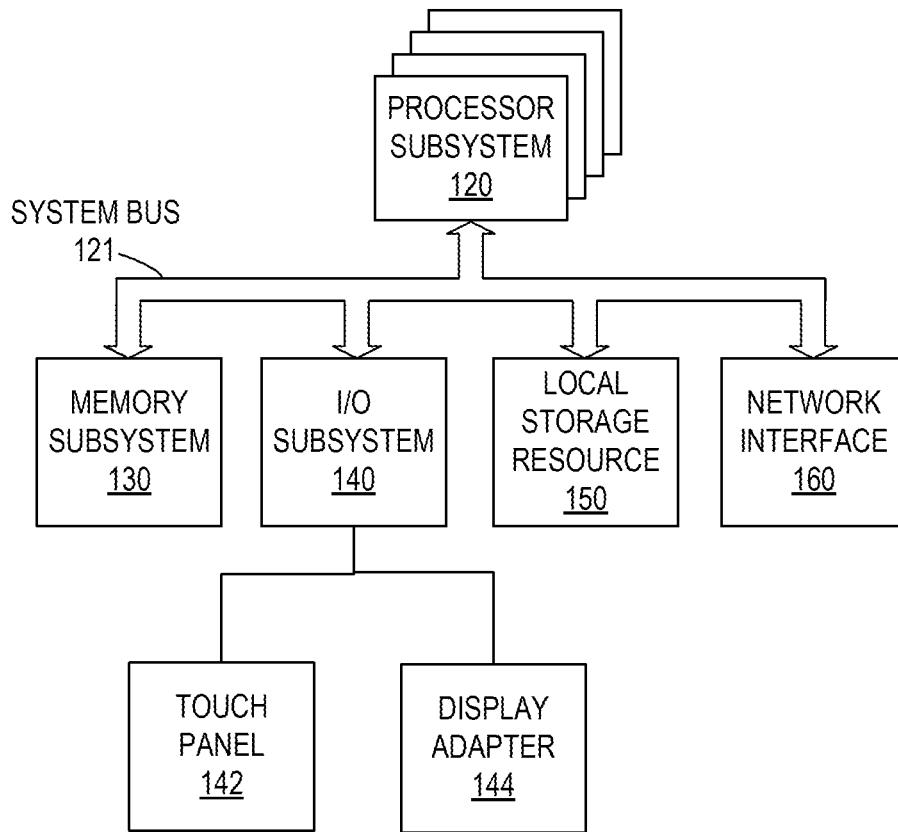 PROCESSOR
SUBSYSTEM
120
SYSTEM BUS
121
MEMORY
SUBSYSTEM
130
I/O
SUBSYSTEM
140
LOCAL
STORAGE
RESOURCE
150
NETWORK
INTERFACE
160
TOUCH
PANEL
142
DISPLAY
ADAPTER
144